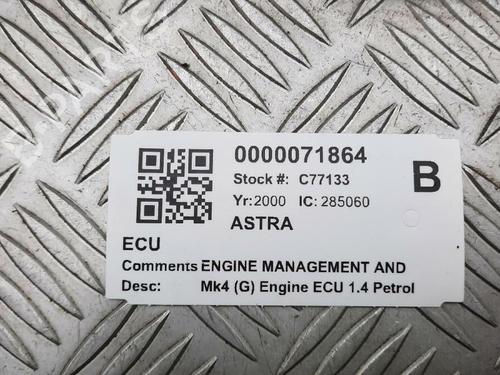 0000071864
B
Stock #: C77133
Yr:2000 IC: 285060
ASTRA
ECU
Comments ENGINE MANAGEMENT AND
Desc: Mk4 (G) Engine ECU 1.4 Petrol